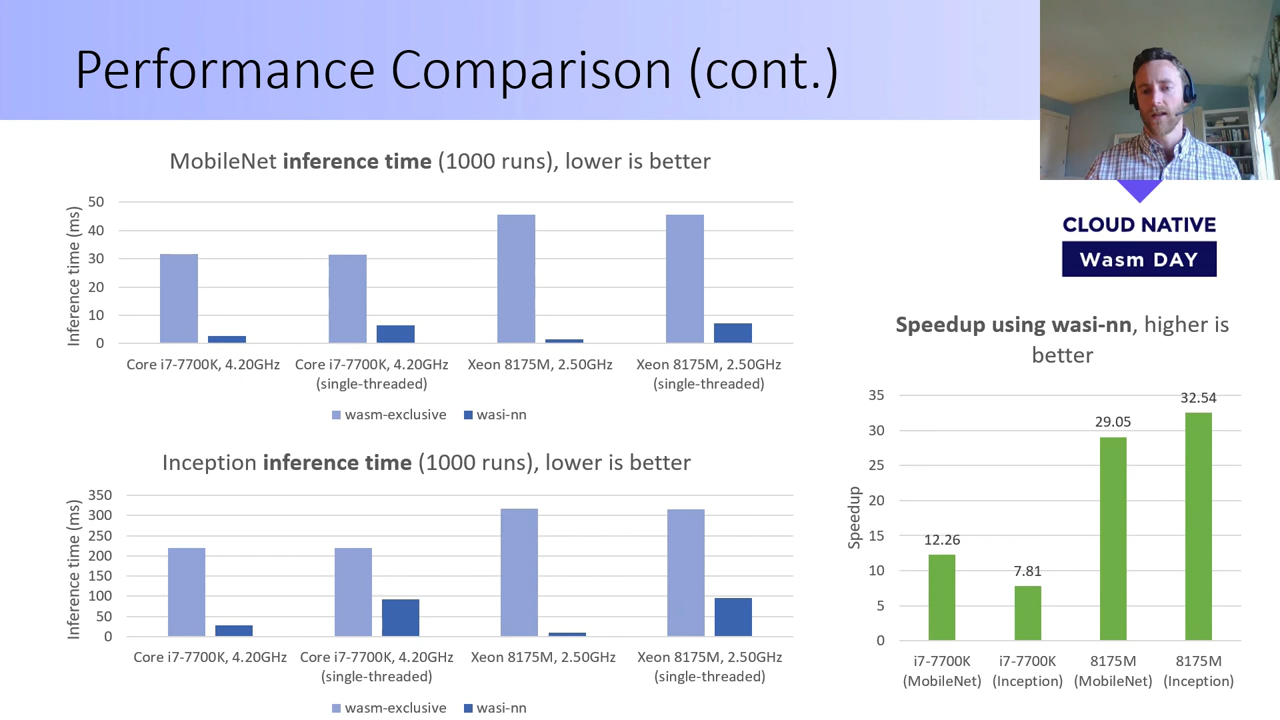 Performance Comparison (cont.)
CLOUD NATIVE
Wasm DAY
MobileNet inference time (1000 runs), lower is better
Inference time (ms)
50
40
30
20
10
0
Core i7-7700K, 4.20GHz
Core i7-7700K, 4.20GHz
(single-threaded)
Xeon 8175M, 2.50GHz
Xeon 8175M, 2.50GHz
(single-threaded)
wasm-exclusive
wasi-nn
Inception inference time (1000 runs), lower is better
Inference time (ms)
350
300
250
200
150
100
50
0
Core i7-7700K, 4.20GHz
Core i7-7700K, 4.20GHz
(single-threaded)
Xeon 8175M, 2.50GHz
Xeon 8175M, 2.50GHz
(single-threaded)
wasm-exclusive
wasi-nn
Speedup using wasi-nn, higher is
better
Speedup
35
30
25
20
15
10
5
0
12.26
7.81
29.05
32.54
i7-7700K
(MobileNet)
i7-7700K
(Inception)
8175M
(MobileNet)
8175M
(Inception)